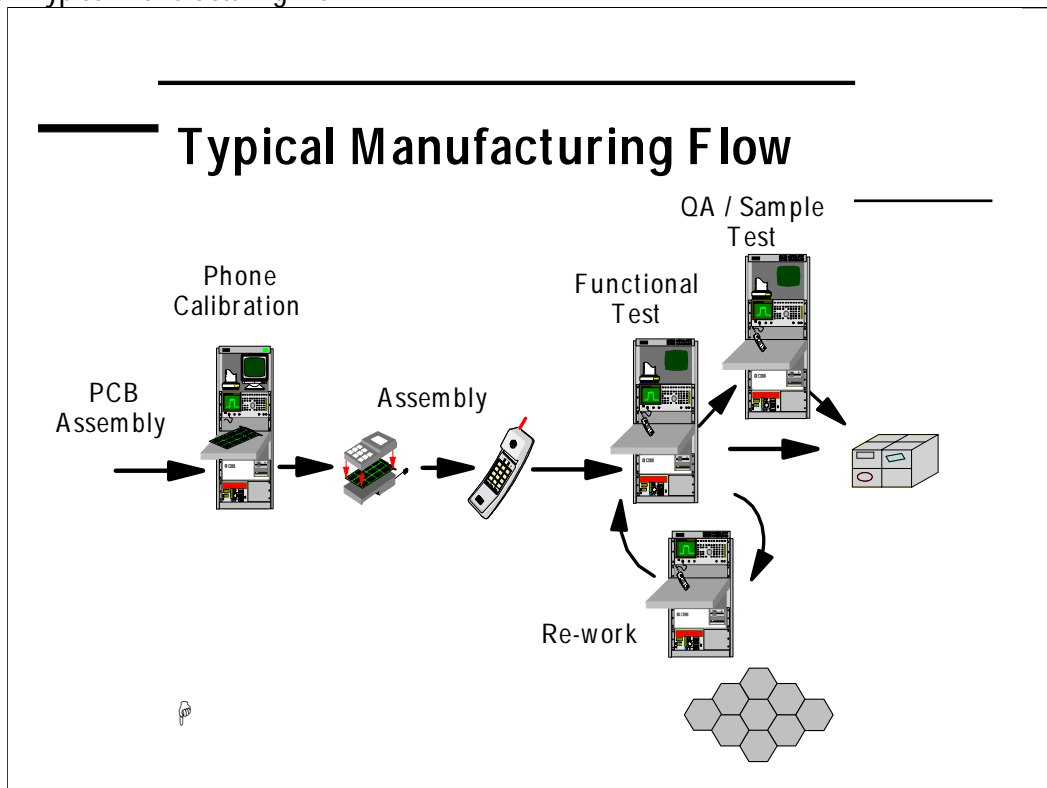 Typical Manufacturing Flow
QA / Sample
Test
Phone
Calibration
Functional
Test
PCB
Assembly
Assembly
Re-work